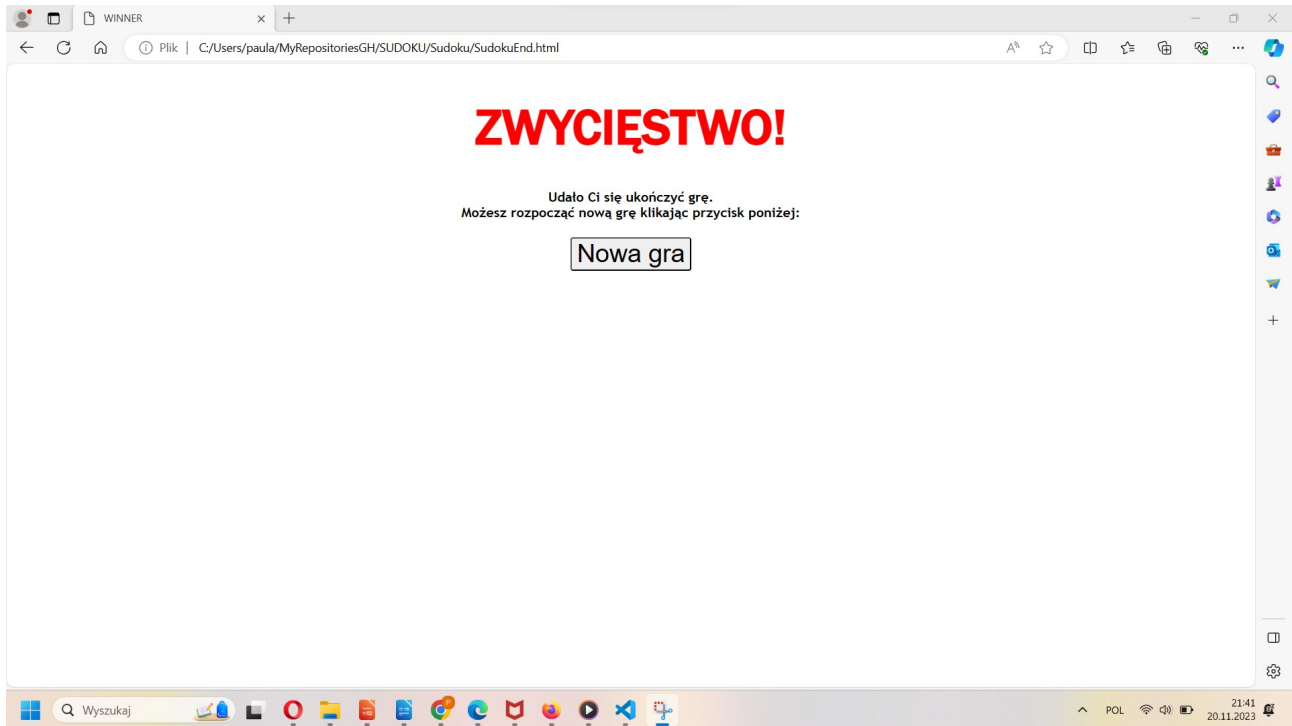 WINNER
Plik
C:/Users/paula/MyRepositoriesGH/SUDOKU/Sudoku/SudokuEnd.html
ZWYCIĘSTWO!
Udało Ci się ukończyć grę.
Możesz rozpocząć nową grę klikając przycisk poniżej:
Nowa gra
Wyszukaj
POL
21:41
20.11.2023